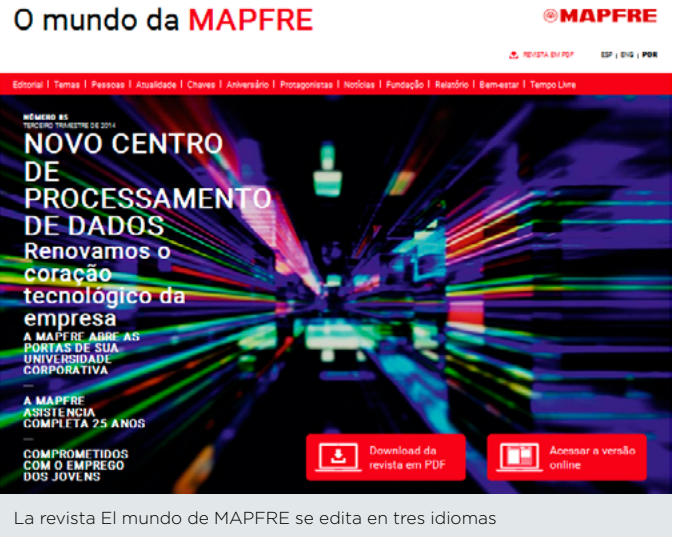 O mundo da MAPFRE
MAPFRE
REVISTA EM PDF
ESP | ENG | POR
Editorial | Temas | Pessoas | Atualidade | Chaves | Aniversário | Protagonistas | Notícias | Fundação | Relatório | Bem-estar | Tempo Livre
NÚMERO 85
TERCEIRO TRIMESTRE DE 2014
NOVO CENTRO
DE
PROCESSAMENTO
DE DADOS
Renovamos o
coração
tecnológico da
empresa
A MAPFRE ABRE AS
PORTAS DE SUA
UNIVERSIDADE
CORPORATIVA
A MAPFRE
ASISTENCIA
COMPLETA 25 ANOS
COMPROMETIDOS
COM O EMPREGO
DOS JOVENS
Download da
revista em PDF
Acessar a versão
online
La revista El mundo de MAPFRE se edita en tres idiomas